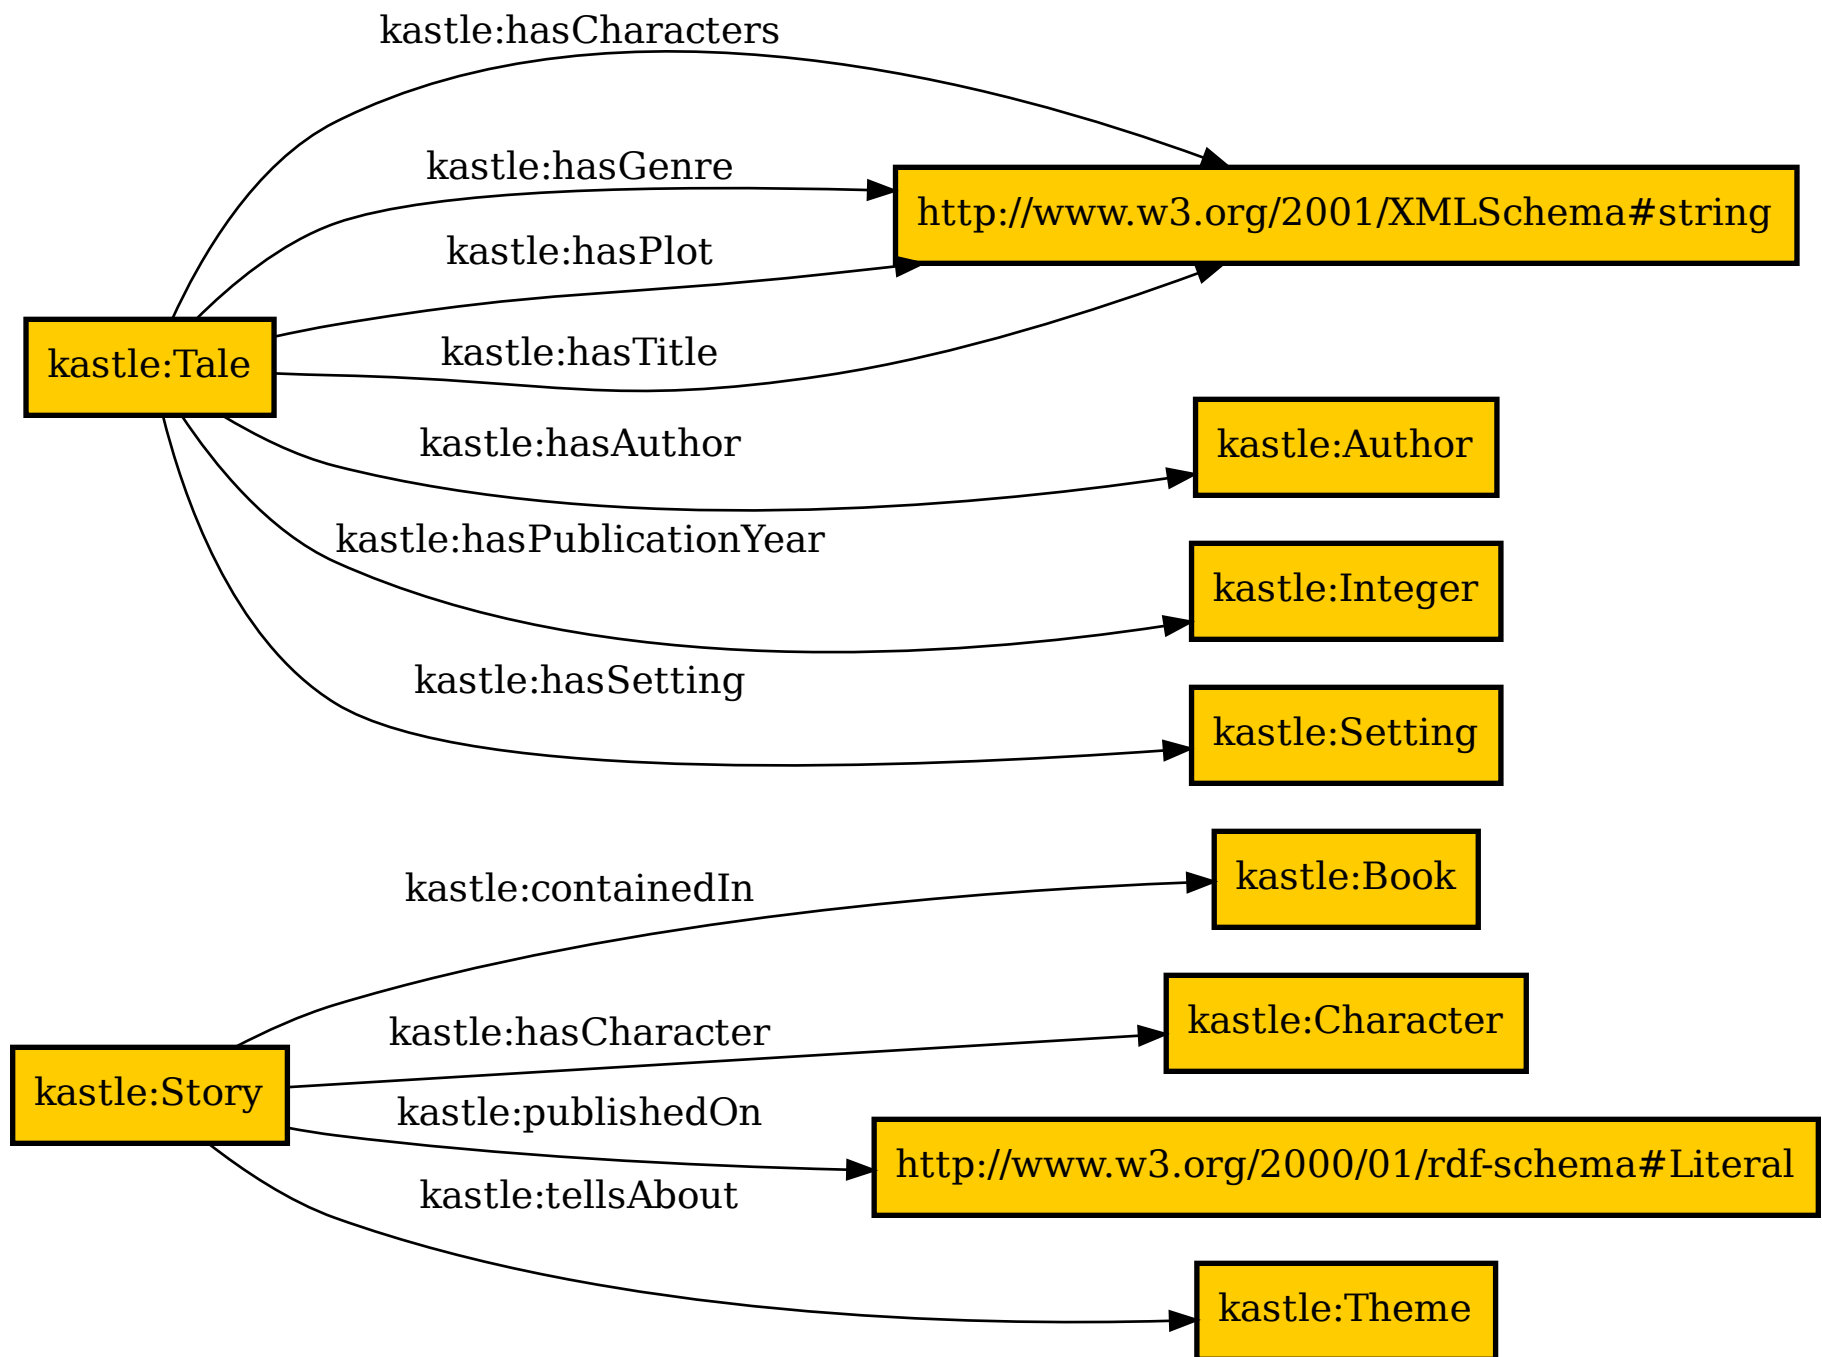 kastle:hasCharacters
kastle:hasGenre
http://www.w3.org/2001/XMLSchema#string
kastle:hasPlot
kastle:Tale
kastle:hasTitle
kastle:hasAuthor
kastle:Author
kastle:hasPublicationYear
kastle:Integer
kastle:hasSetting
kastle:Setting
kastle:containedIn
kastle:Book
kastle:hasCharacter
kastle:Character
kastle:Story
kastle:publishedOn
http://www.w3.org/2000/01/rdf-schema#Literal
kastle:tellsAbout
kastle:Theme